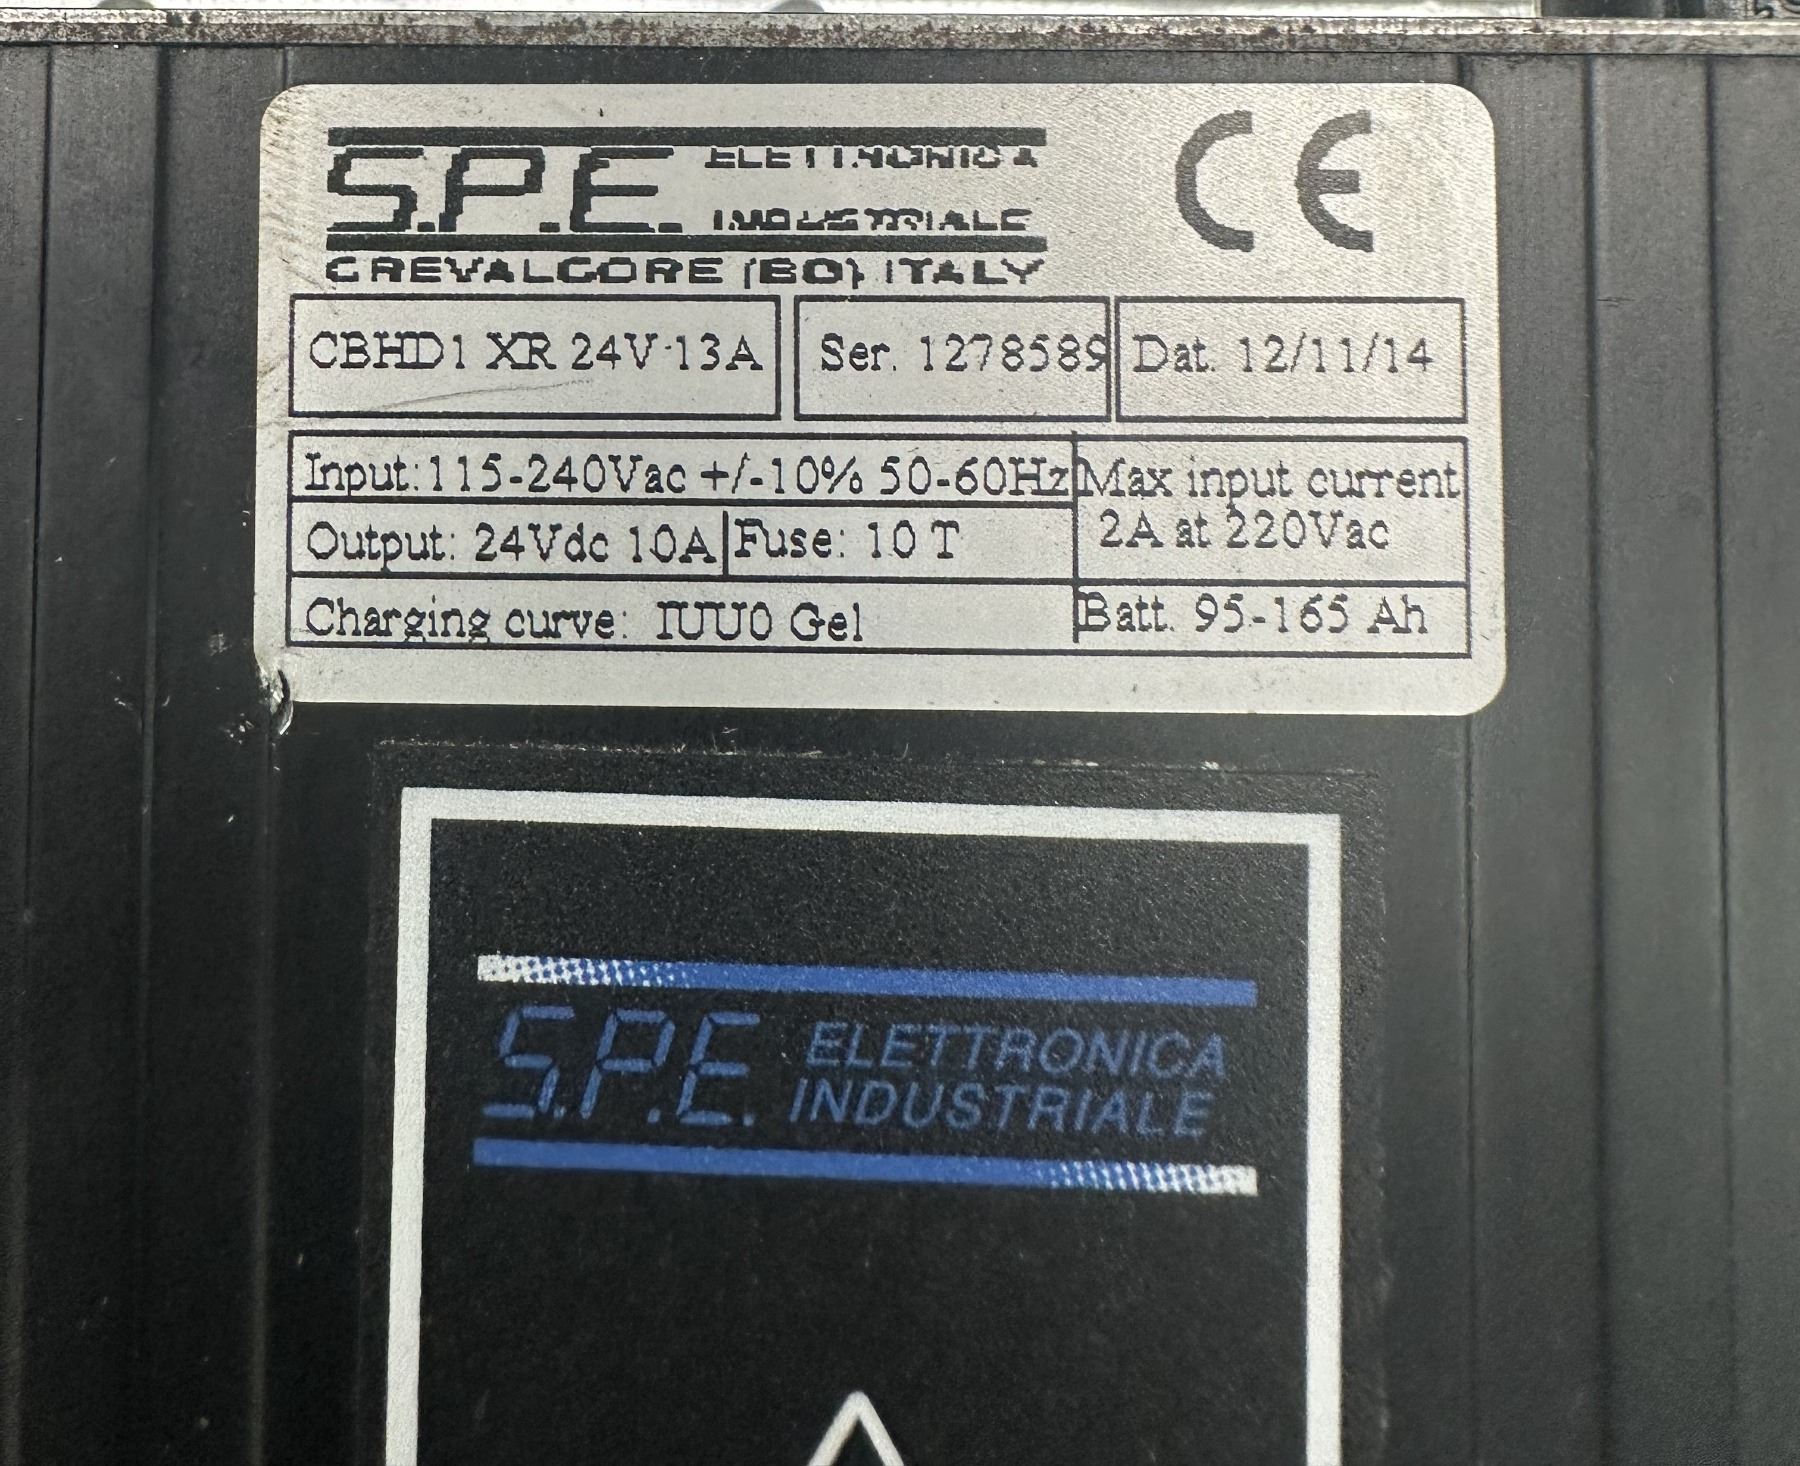 S.P.E. ELETTRONICA
INDUSTRIALE
CREVALCORE (BO) ITALY
CE
CBHD1 XR 24V 13A Ser. 1278589 Dat. 12/11/14
Input: 115-240Vac +/-10% 50-60Hz Max input current
2A at 220Vac
Output: 24Vdc 10A Fuse: 10 T
Charging curve: IUU0 Gel Batt. 95-165 Ah
S.P.E. ELETTRONICA
INDUSTRIALE